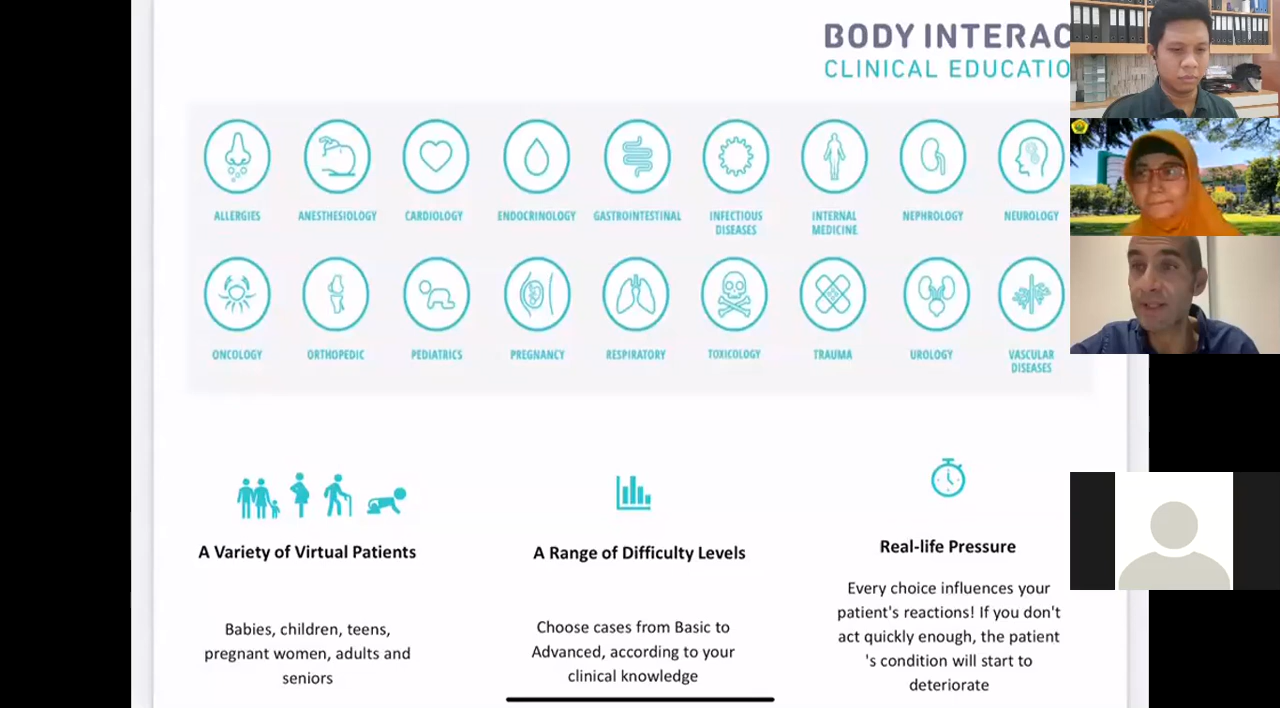 BODY INTERAC
CLINICAL EDUCATIO
ALLERGIES
ANESTHESIOLOGY
CARDIOLOGY
ENDOCRINOLOGY
GASTROINTESTINAL
INFECTIOUS
DISEASES
INTERNAL
MEDICINE
NEPHROLOGY
NEUROLOGY
ONCOLOGY
ORTHOPEDIC
PEDIATRICS
PREGNANCY
RESPIRATORY
TOXICOLOGY
TRAUMA
UROLOGY
VASCULAR
DISEASES
A Variety of Virtual Patients
Babies, children, teens,
pregnant women, adults and
seniors
A Range of Difficulty Levels
Choose cases from Basic to
Advanced, according to your
clinical knowledge
Real-life Pressure
Every choice influences your
patient's reactions! If you don't
act quickly enough, the patient
's condition will start to
deteriorate